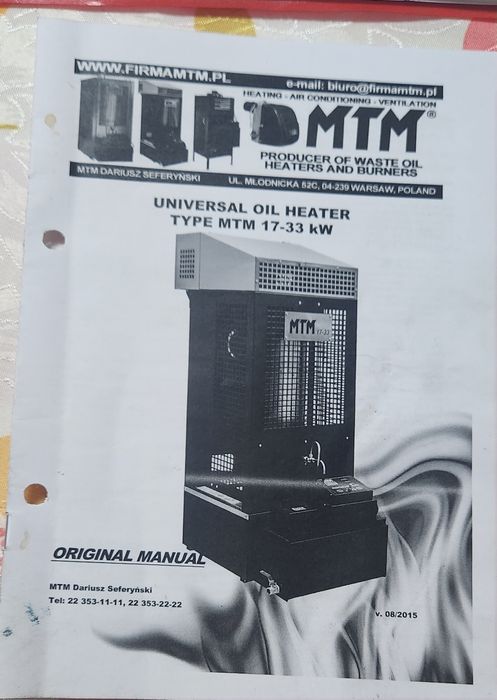 WWW.FIRMAMTM.PL
e-mail: biuro@firmamtm.pl
HEATING - AIR CONDITIONING - VENTILATION
MTM®
PRODUCER OF WASTE OIL
HEATERS AND BURNERS
MTM DARIUSZ SEFERYŃSKI
UL. MŁODNICKA 52C, 04-239 WARSAW, POLAND
UNIVERSAL OIL HEATER
TYPE MTM 17-33 kW
MTM 17-33
ORIGINAL MANUAL
MTM Dariusz Seferyński
Tel: 22 353-11-11, 22 353-22-22
v. 08/2015